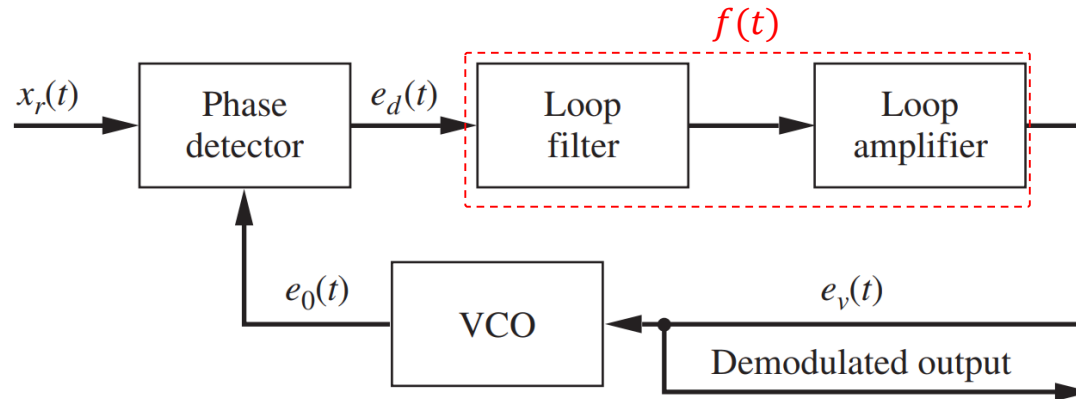 f(t)
x_r(t)
Phase
detector
e_d(t)
Loop
filter
Loop
amplifier
e_0(t)
VCO
e_v(t)
Demodulated output